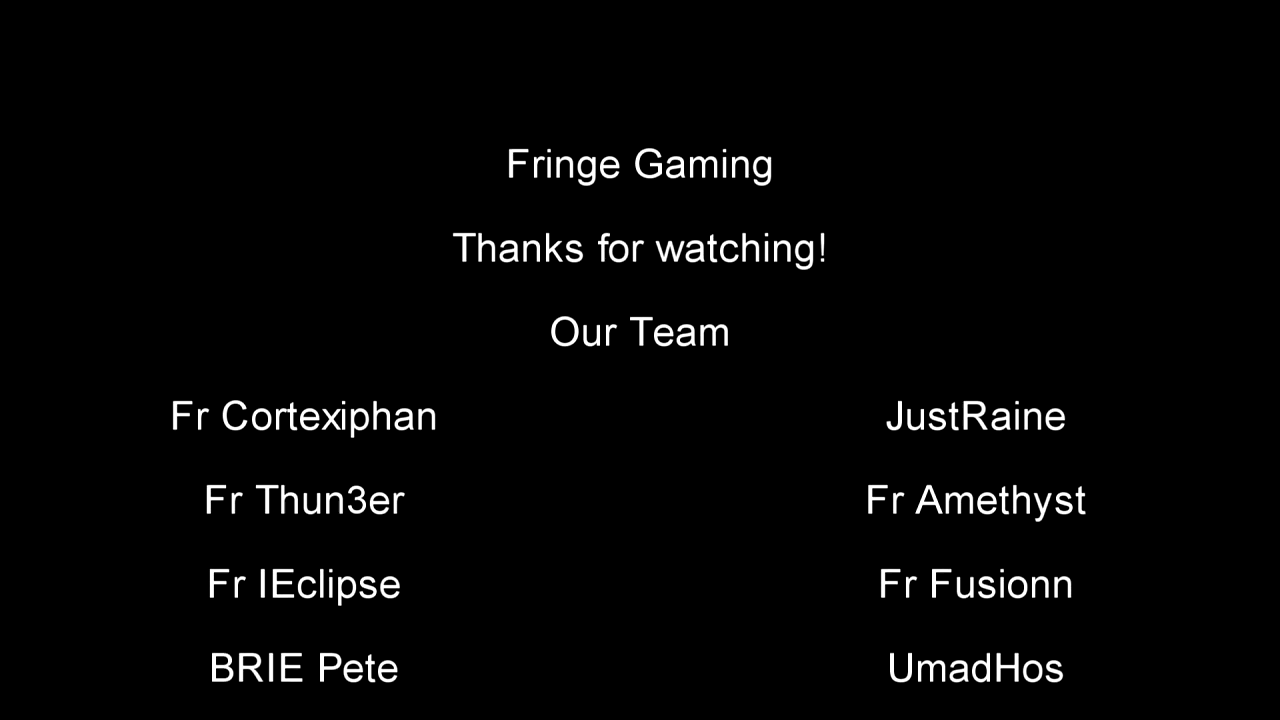 Fringe Gaming
Thanks for watching!
Our Team
Fr Cortexiphan JustRaine
Fr Thun3er Fr Amethyst
Fr IEclipse Fr Fusionn
BRIE Pete UmadHos